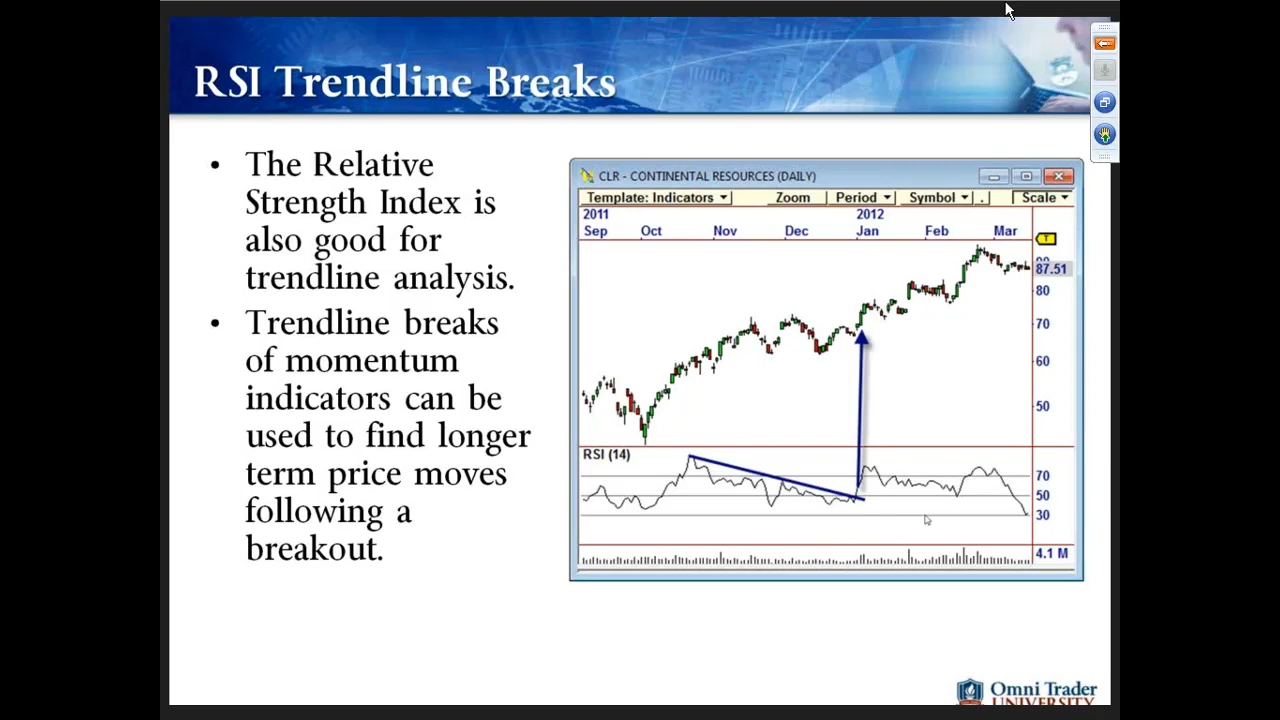 RSI Trendline Breaks
• The Relative
Strength Index is
also good for
trendline analysis.
• Trendline breaks
of momentum
indicators can be
used to find longer
term price moves
following a
breakout.
CLR - CONTINENTAL RESOURCES (DAILY)
Template: Indicators Zoom Period Symbol . Scale
2011 2012
Sep Oct Nov Dec Jan Feb Mar
T
87.51
80
70
60
50
RSI (14)
70
50
30
4.1 M
Omni Trader
UNIVERSITY